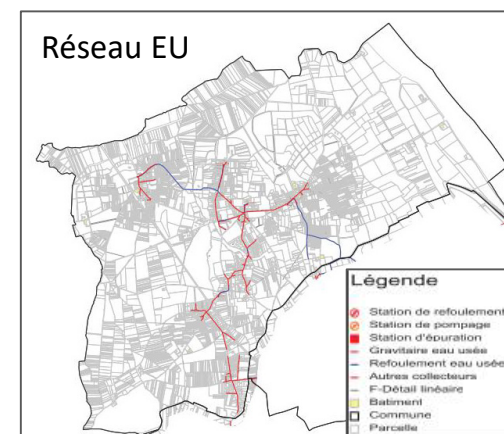 Réseau EU
Légende
Station de refoulement
Station de pompage
Station d'épuration
Gravitaire eau usée
Refoulement eau usée
Autres collecteurs
F-Détail linéaire
Batiment
Commune
Parcelle